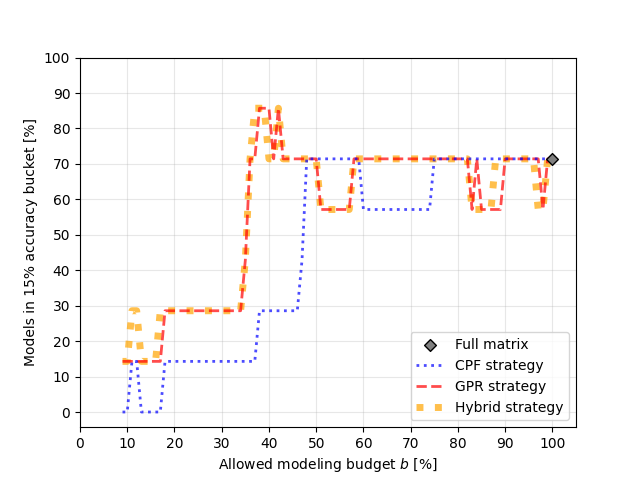 100
90
80
70
60
50
40
30
20
10
0
Models in 15% accuracy bucket [%]
Full matrix
CPF strategy
GPR strategy
Hybrid strategy
0 10 20 30 40 50 60 70 80 90 100
Allowed modeling budget b [%]